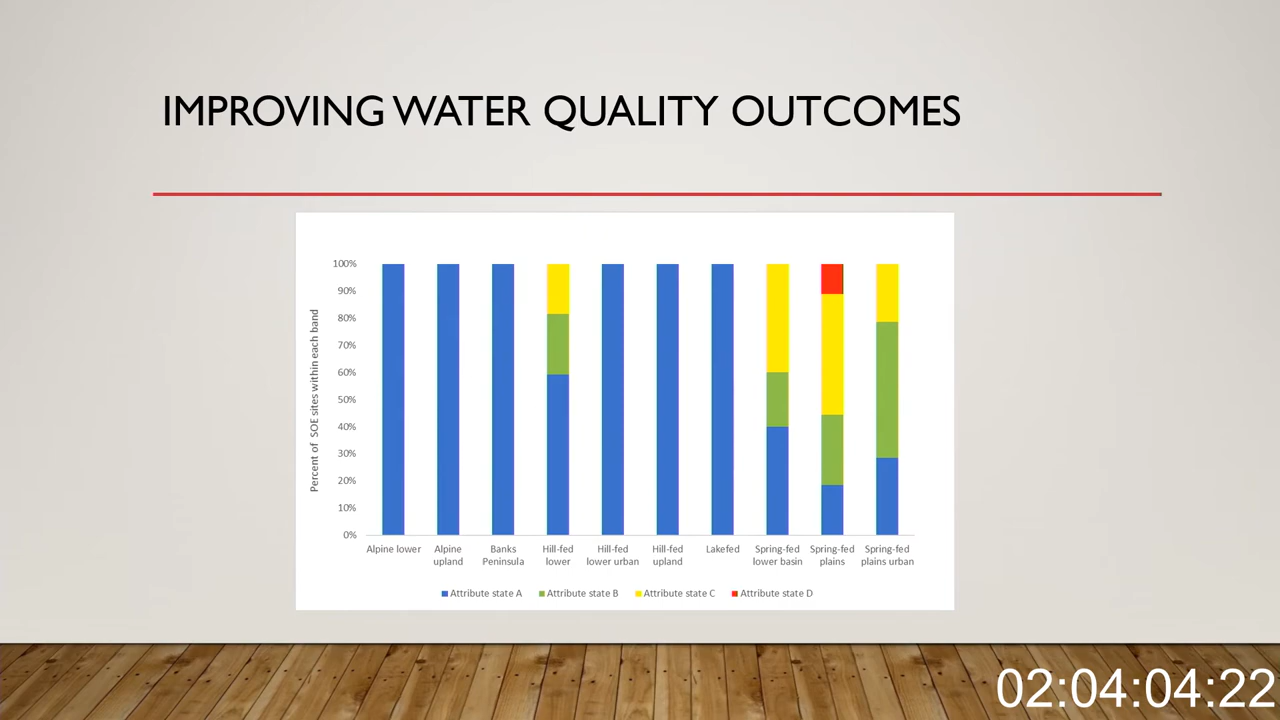 IMPROVING WATER QUALITY OUTCOMES
Percent of SOE sites within each band
100%
90%
80%
70%
60%
50%
40%
30%
20%
10%
0%
Alpine lower
Alpine
upland
Banks
Peninsula
Hill-fed
lower
Hill-fed
lower urban
Hill-fed
upland
Lakefed
Spring-fed
lower basin
Spring-fed
plains
Spring-fed
plains urban
Attribute state A Attribute state B Attribute state C Attribute state D
02:04:04:22